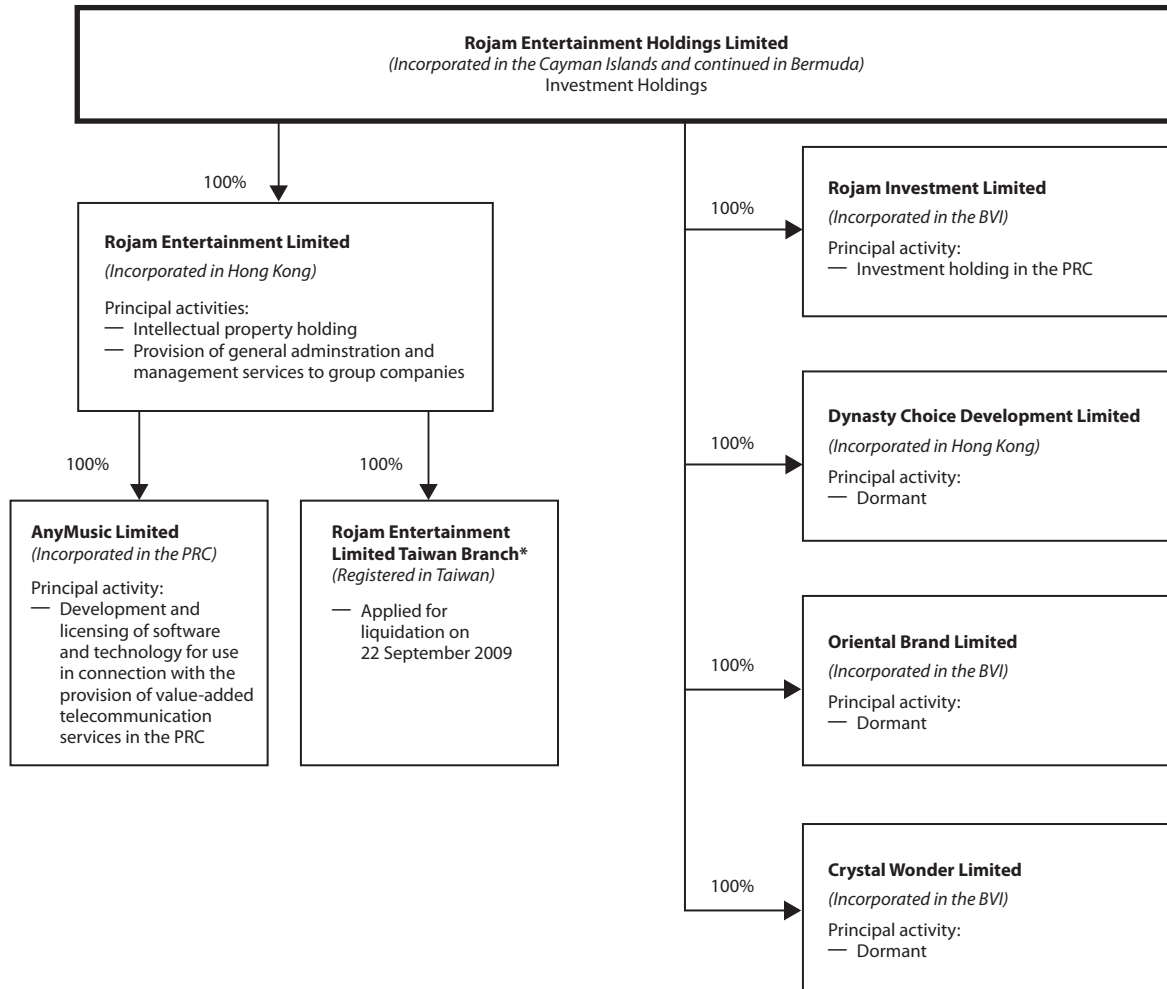 Rojam Entertainment Holdings Limited
(Incorporated in the Cayman Islands and continued in Bermuda)
Investment Holdings
100%
Rojam Entertainment Limited
(Incorporated in Hong Kong)
Principal activities:
— Intellectual property holding
— Provision of general adminstration and
management services to group companies
100%
AnyMusic Limited
(Incorporated in the PRC)
Principal activity:
— Development and
licensing of software
and technology for use
in connection with the
provision of value-added
telecommunication
services in the PRC
100%
Rojam Entertainment
Limited Taiwan Branch*
(Registered in Taiwan)
— Applied for
liquidation on
22 September 2009
100%
Rojam Investment Limited
(Incorporated in the BVI)
Principal activity:
— Investment holding in the PRC
100%
Dynasty Choice Development Limited
(Incorporated in Hong Kong)
Principal activity:
— Dormant
100%
Oriental Brand Limited
(Incorporated in the BVI)
Principal activity:
— Dormant
100%
Crystal Wonder Limited
(Incorporated in the BVI)
Principal activity:
— Dormant